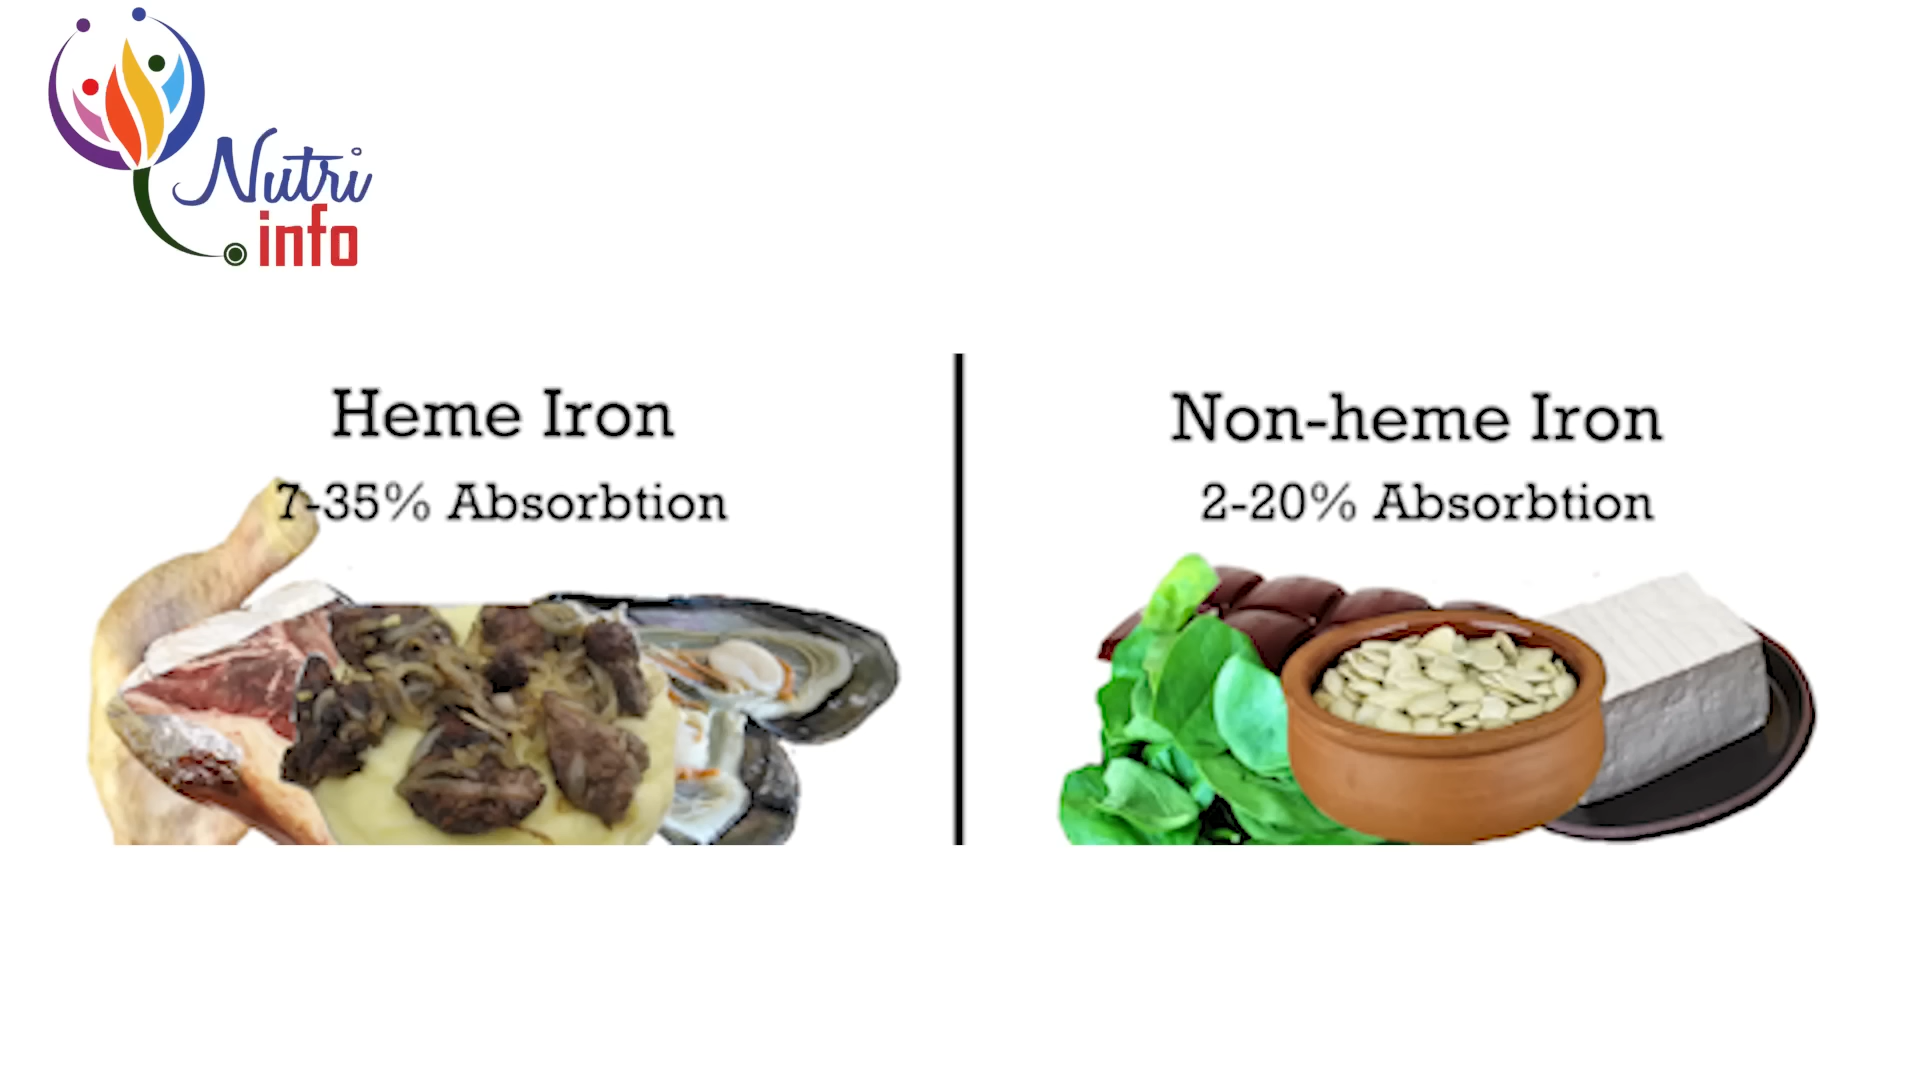 Nutri
info
Heme Iron
7-35% Absorbtion
Non-heme Iron
2-20% Absorbtion